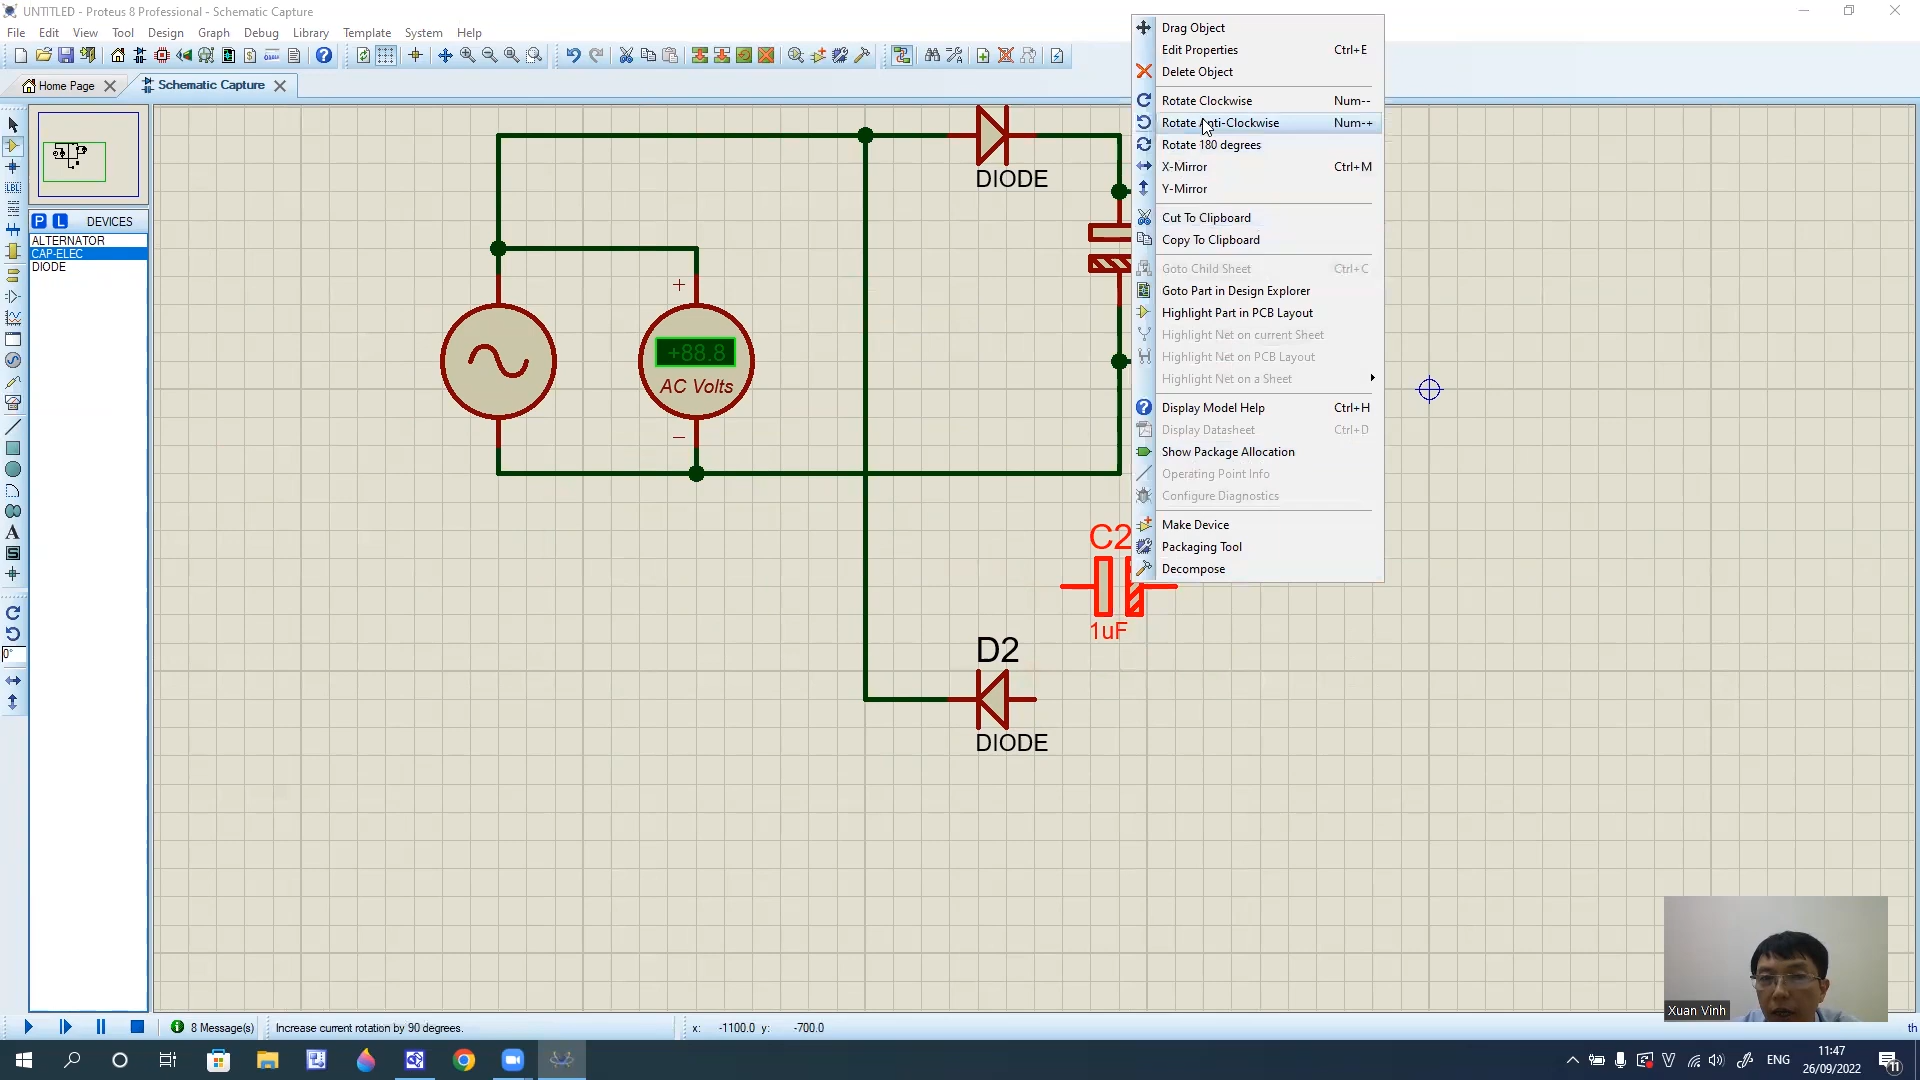 UNTITLED - Proteus 8 Professional - Schematic Capture
File Edit View Tool Design Graph Debug Library Template System Help
Home Page Schematic Capture
P L DEVICES
ALTERNATOR
CAP-ELEC
DIODE
LBL
A
S
0°
DIODE
+
+88.8
AC Volts
−
C2
1uF
D2
DIODE
Drag Object
Edit Properties Ctrl+E
Delete Object
Rotate Clockwise Num--
Rotate Anti-Clockwise Num-+
Rotate 180 degrees
X-Mirror Ctrl+M
Y-Mirror
Cut To Clipboard
Copy To Clipboard
Goto Child Sheet Ctrl+C
Goto Part in Design Explorer
Highlight Part in PCB Layout
Highlight Net on current Sheet
Highlight Net on PCB Layout
Highlight Net on a Sheet
Display Model Help Ctrl+H
Display Datasheet Ctrl+D
Show Package Allocation
Operating Point Info
Configure Diagnostics
Make Device
Packaging Tool
Decompose
Xuan Vinh
8 Message(s) Increase current rotation by 90 degrees. x: -1100.0 y: -700.0 th
ENG 11:47
26/09/2022
11